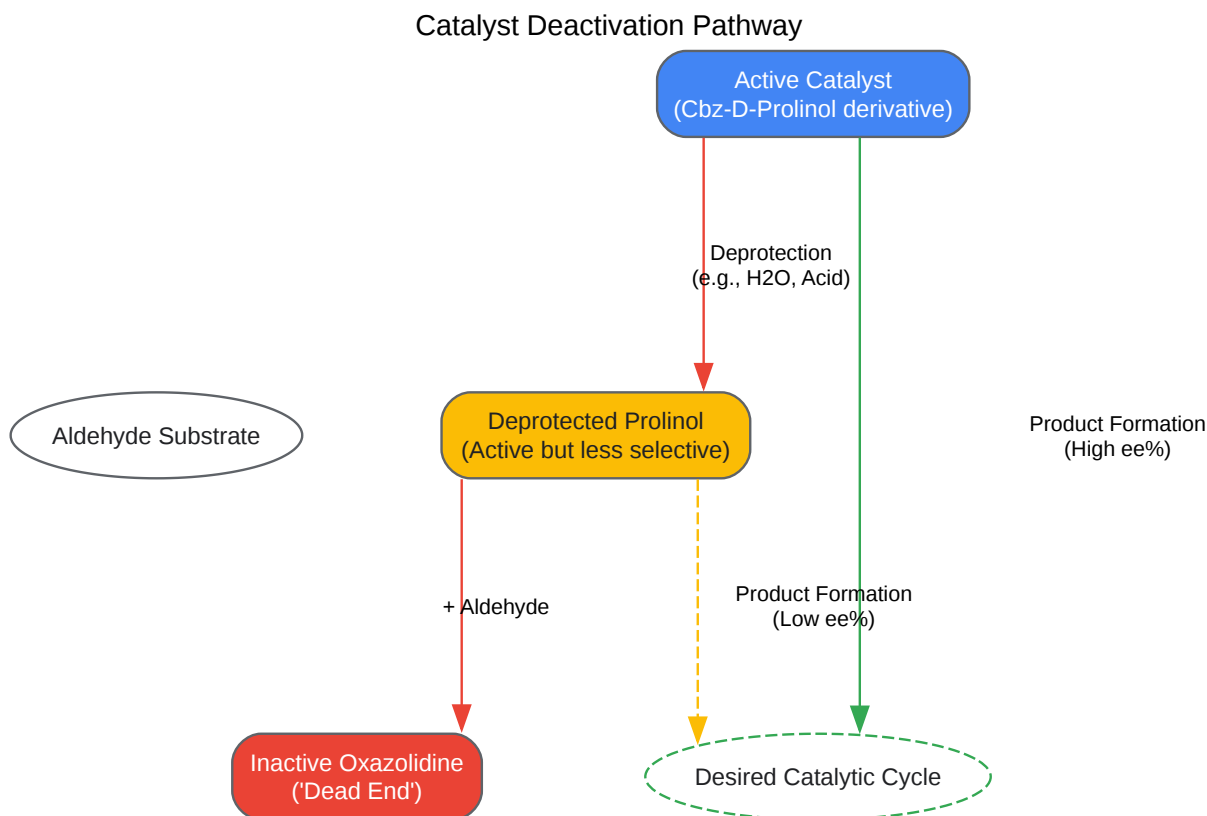 Catalyst Deactivation Pathway
Active Catalyst
(Cbz-D-Prolinol derivative)
Deprotection
(e.g., H2O, Acid)
Aldehyde Substrate
Deprotected Prolinol
(Active but less selective)
Product Formation
(High ee%)
+ Aldehyde
Product Formation
(Low ee%)
Inactive Oxazolidine
('Dead End')
Desired Catalytic Cycle